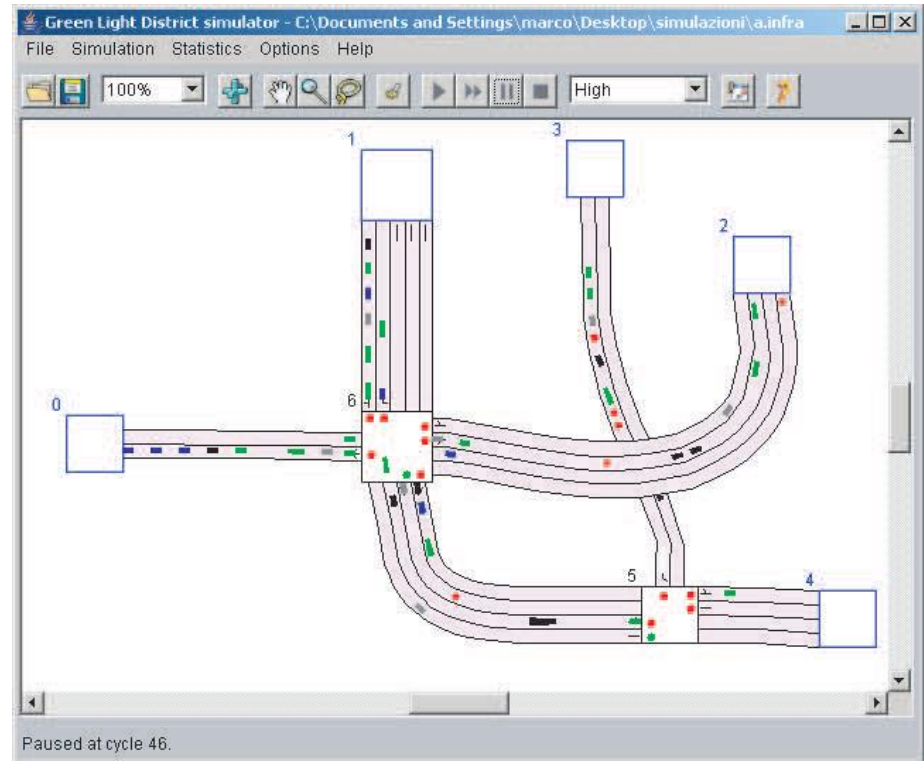 Green Light District simulator - C:\Documents and Settings\marco\Desktop\simulazioni\a.infra
File Simulation Statistics Options Help
100% High
1
3
2
6
0
5
4
Paused at cycle 46.